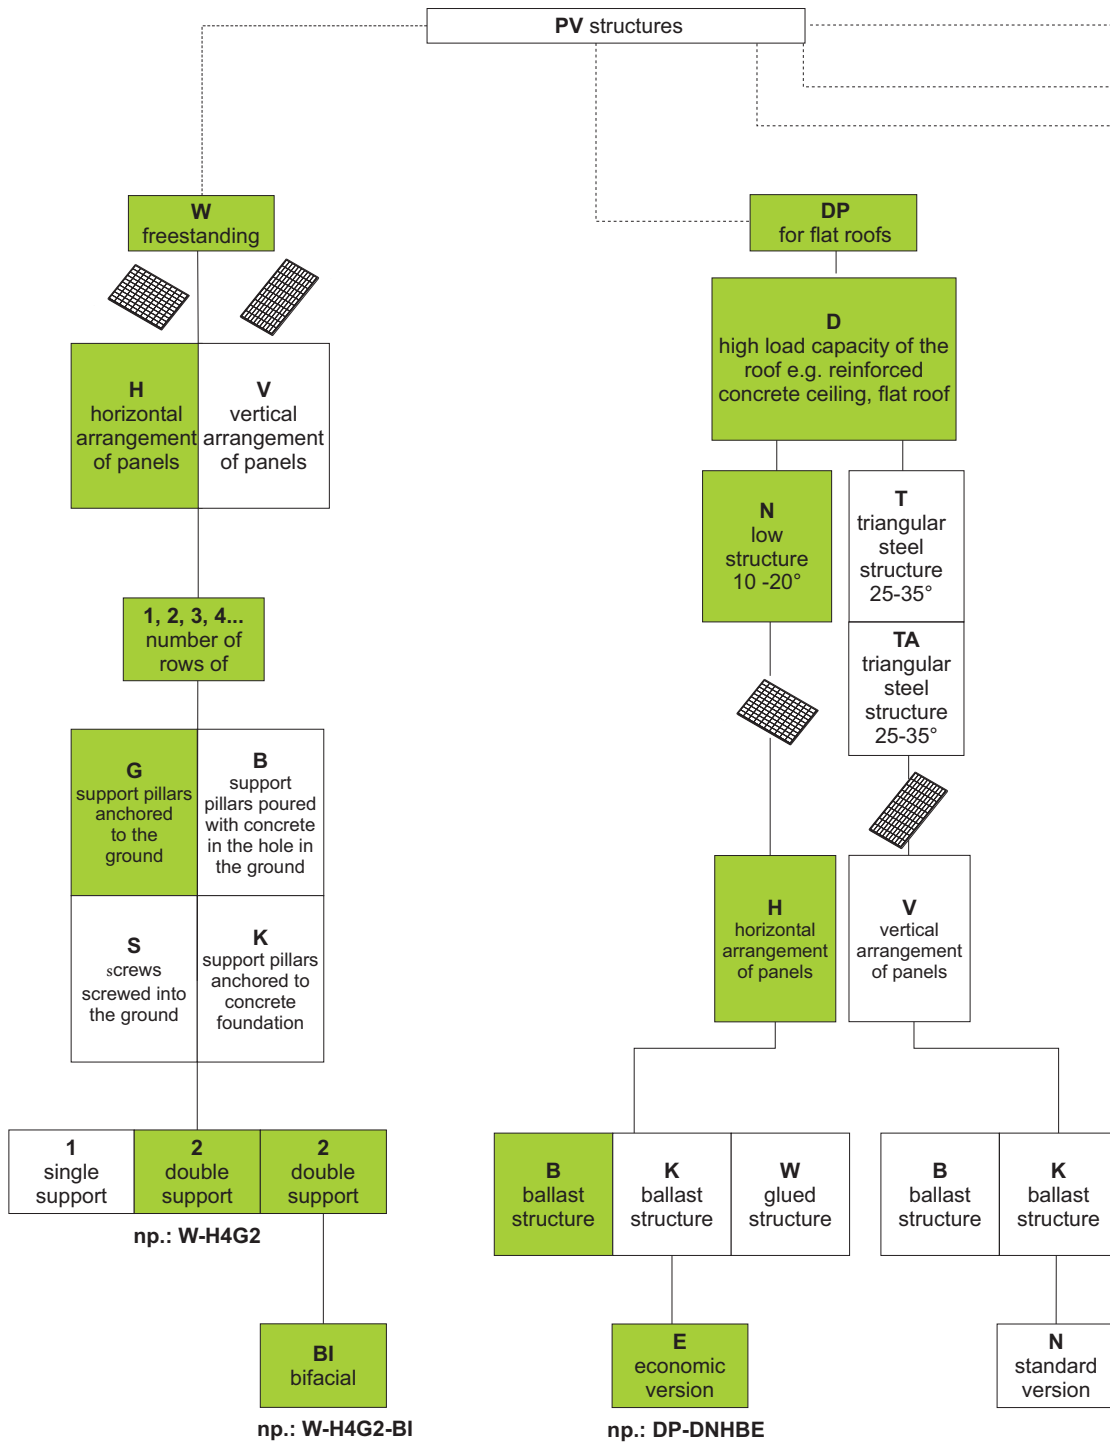 PV structures
W
freestanding
H
horizontal
arrangement
of panels
V
vertical
arrangement
of panels
1, 2, 3, 4...
number of
rows of
G
support pillars
anchored
to the
ground
B
support
pillars poured
with concrete
in the hole in
the ground
S
screws
screwed into
the ground
K
support pillars
anchored to
concrete
foundation
1
single
support
2
double
support
2
double
support
np.: W-H4G2
BI
bifacial
np.: W-H4G2-BI
DP
for flat roofs
D
high load capacity of the
roof e.g. reinforced
concrete ceiling, flat roof
N
low
structure
10 -20°
T
triangular
steel
structure
25-35°
TA
triangular
steel
structure
25-35°
H
horizontal
arrangement
of panels
V
vertical
arrangement
of panels
B
ballast
structure
K
ballast
structure
W
glued
structure
B
ballast
structure
K
ballast
structure
E
economic
version
N
standard
version
np.: DP-DNHBE